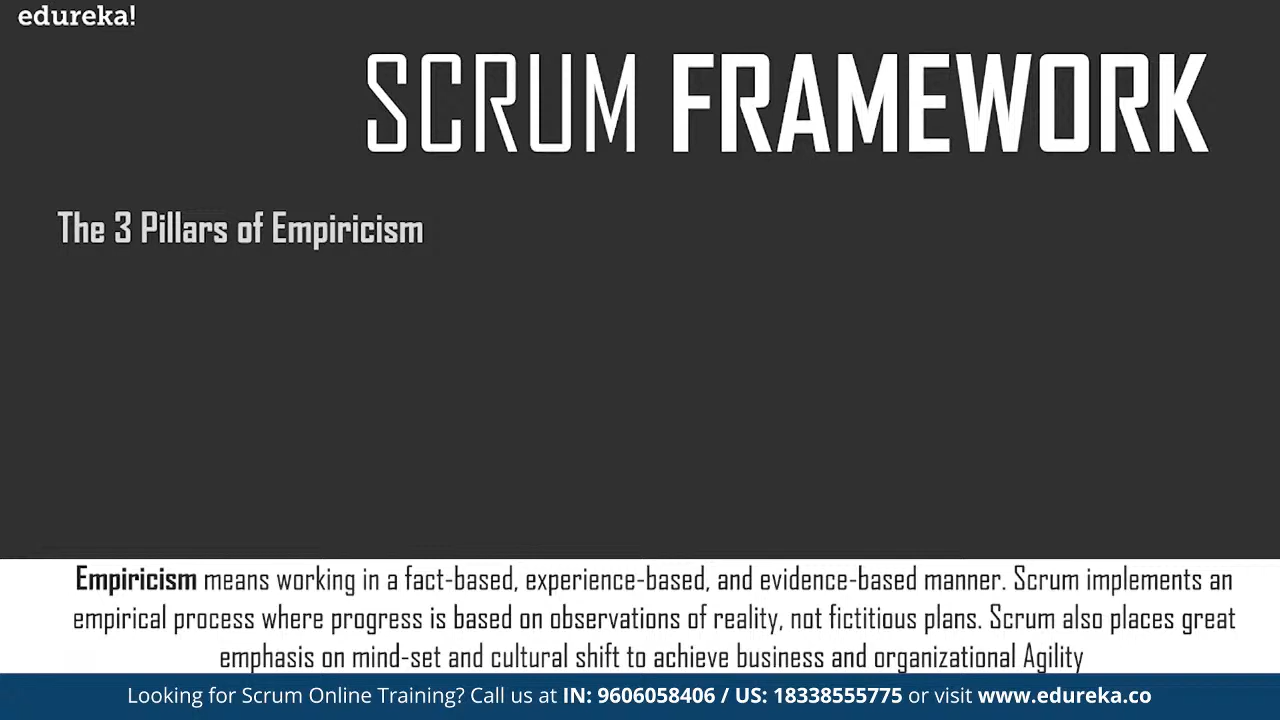 edureka!
SCRUM FRAMEWORK
The 3 Pillars of Empiricism
Empiricism means working in a fact-based, experience-based, and evidence-based manner. Scrum implements an
empirical process where progress is based on observations of reality, not fictitious plans. Scrum also places great
emphasis on mind-set and cultural shift to achieve business and organizational Agility
Looking for Scrum Online Training? Call us at IN: 9606058406 / US: 18338555775 or visit www.edureka.co